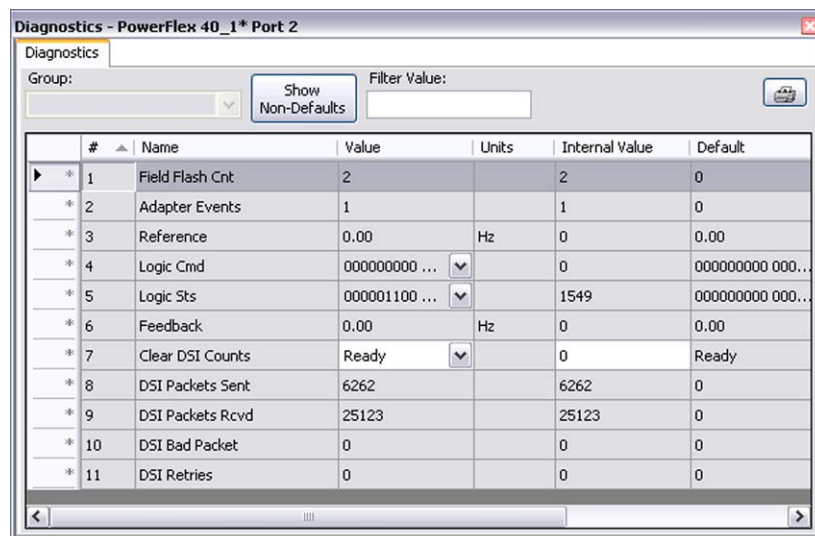 Diagnostics - PowerFlex 40_1* Port 2
Diagnostics
Group:
Show Non-Defaults
Filter Value:
# Name Value Units Internal Value Default
* 1 Field Flash Cnt 2 2 0
* 2 Adapter Events 1 1 0
* 3 Reference 0.00 Hz 0 0.00
* 4 Logic Cmd 000000000 ... 0 000000000 000...
* 5 Logic Sts 000001100 ... 1549 000000000 000...
* 6 Feedback 0.00 Hz 0 0.00
* 7 Clear DSI Counts Ready 0 Ready
* 8 DSI Packets Sent 6262 6262 0
* 9 DSI Packets Rcvd 25123 25123 0
* 10 DSI Bad Packet 0 0 0
* 11 DSI Retries 0 0 0